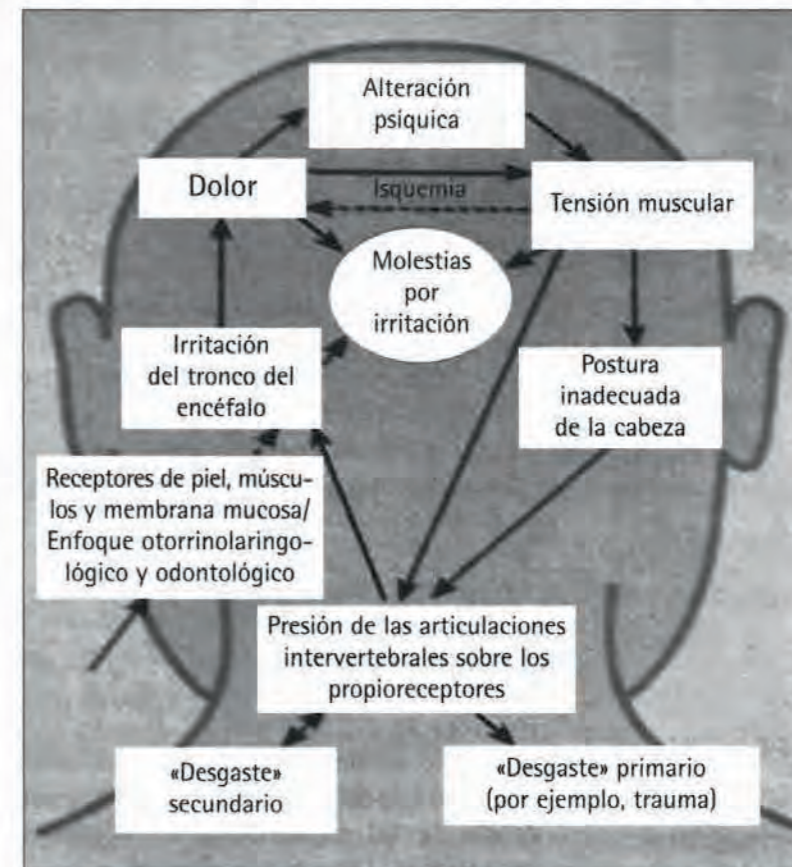 Alteración
psíquica
Dolor
Isquemia
Tensión muscular
Molestias
por
irritación
Irritación
del tronco del
encéfalo
Postura
inadecuada
de la cabeza
Receptores de piel, múscu-
los y membrana mucosa/
Enfoque otorrinolaringo-
lógico y odontológico
Presión de las articulaciones
intervertebrales sobre los
propioreceptores
«Desgaste»
secundario
«Desgaste» primario
(por ejemplo, trauma)